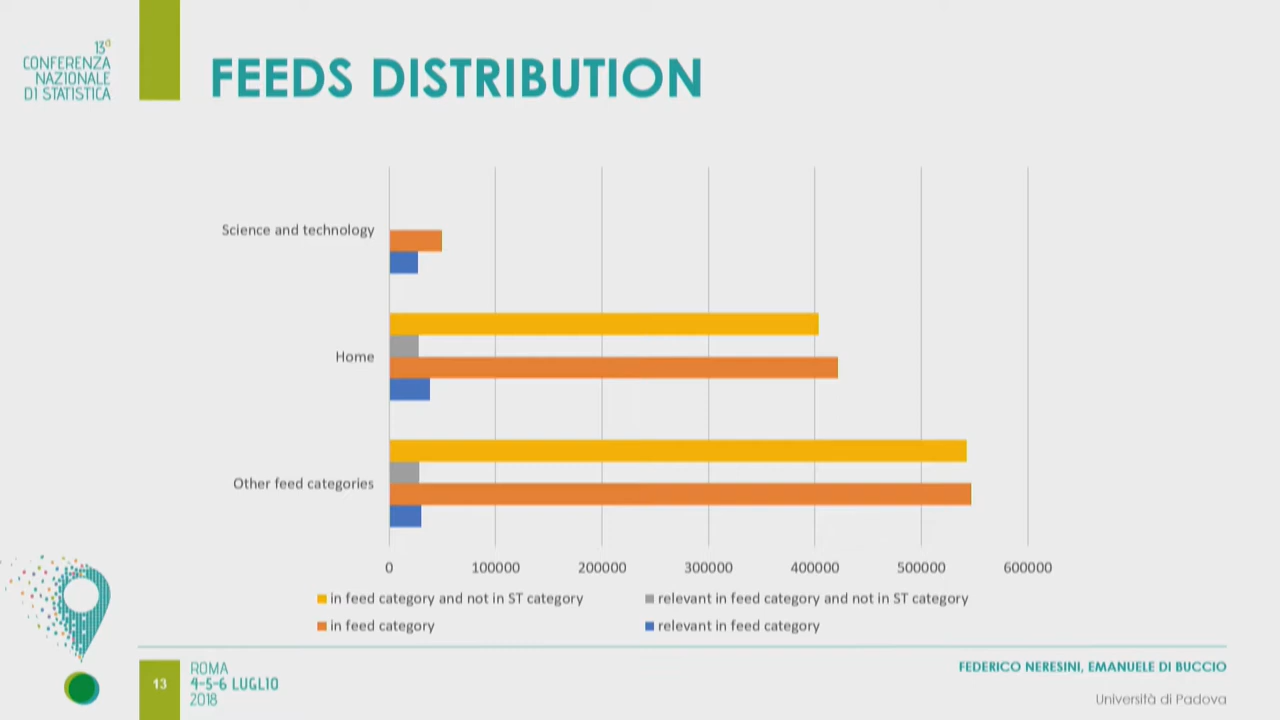 13ª
CONFERENZA
NAZIONALE
DI STATISTICA
FEEDS DISTRIBUTION
Science and technology
Home
Other feed categories
0 100000 200000 300000 400000 500000 600000
in feed category and not in ST category
relevant in feed category and not in ST category
in feed category
relevant in feed category
13
ROMA
4-5-6 LUGLIO
2018
FEDERICO NERESINI, EMANUELE DI BUCCIO
Università di Padova